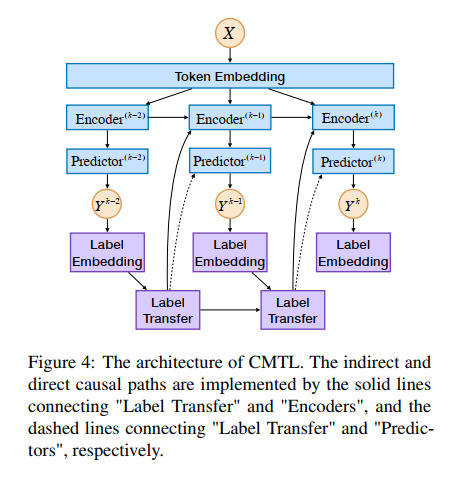 X
Token Embedding
Encoder^(k−2) Encoder^(k−1) Encoder^(k)
Predictor^(k−2) Predictor^(k−1) Predictor^(k)
Y^k−2 Y^k−1 Y^k
Label Embedding
Label Embedding
Label Embedding
Label Transfer
Label Transfer
Figure 4: The architecture of CMTL. The indirect and
direct causal paths are implemented by the solid lines
connecting "Label Transfer" and "Encoders", and the
dashed lines connecting "Label Transfer" and "Predic-
tors", respectively.